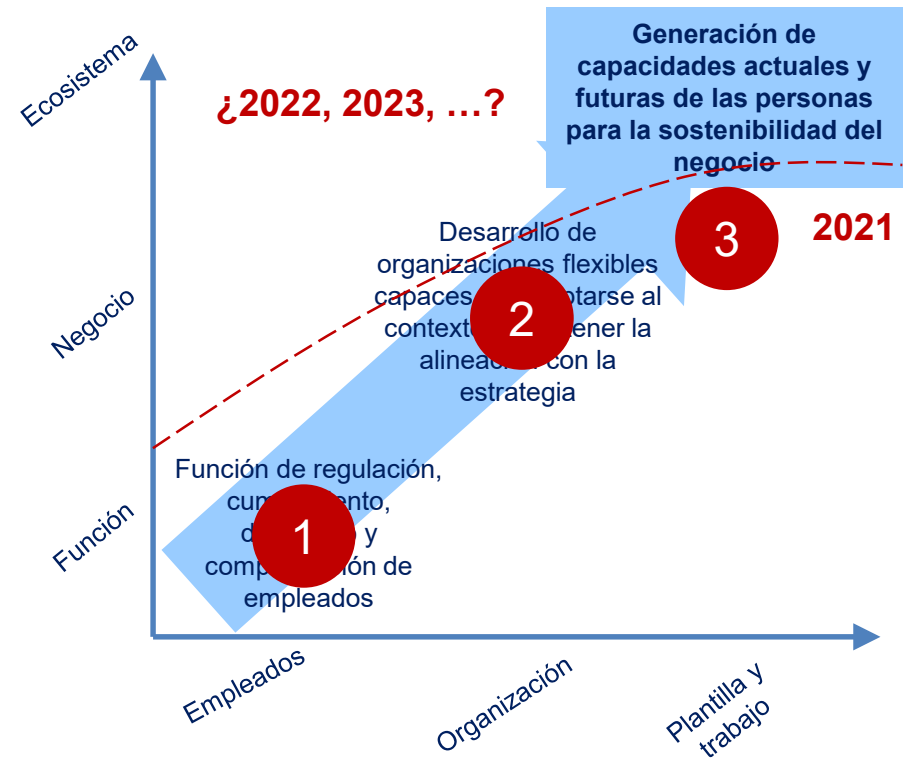 Ecosistema
¿2022, 2023, …?
Generación de
capacidades actuales y
futuras de las personas
para la sostenibilidad del
negocio
2021
3
Negocio
Desarrollo de
organizaciones flexibles
capaces al
la
con la
estrategia
2
Función
Función de regulación,
y
de
empleados
1
Empleados
Organización
Plantilla y
trabajo